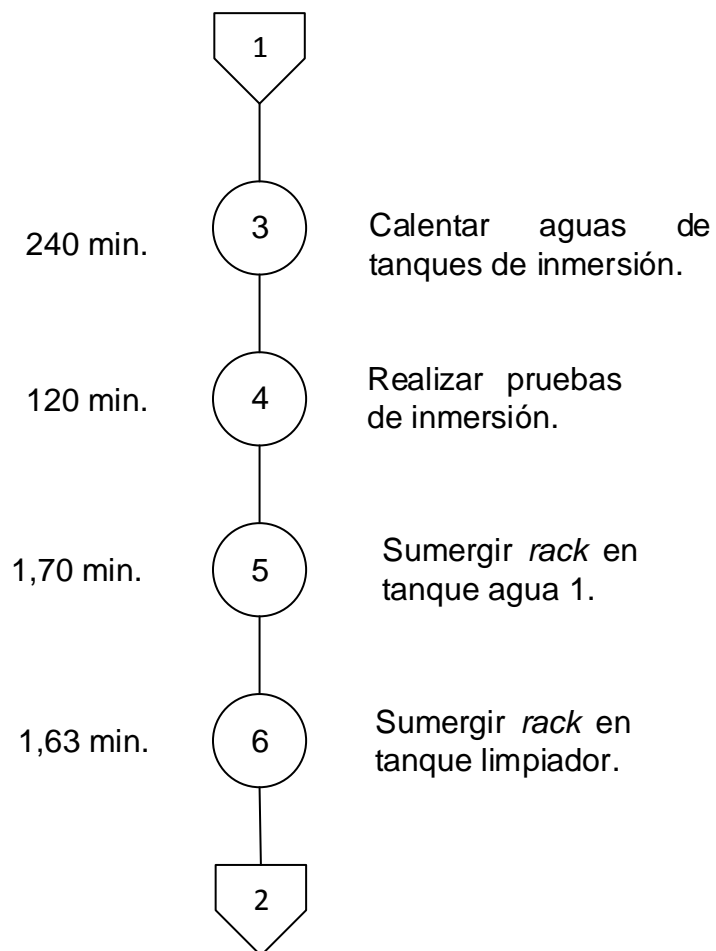 1
240 min.
3
Calentar aguas de
tanques de inmersión.
120 min.
4
Realizar pruebas
de inmersión.
1,70 min.
5
Sumergir rack en
tanque agua 1.
1,63 min.
6
Sumergir rack en
tanque limpiador.
2